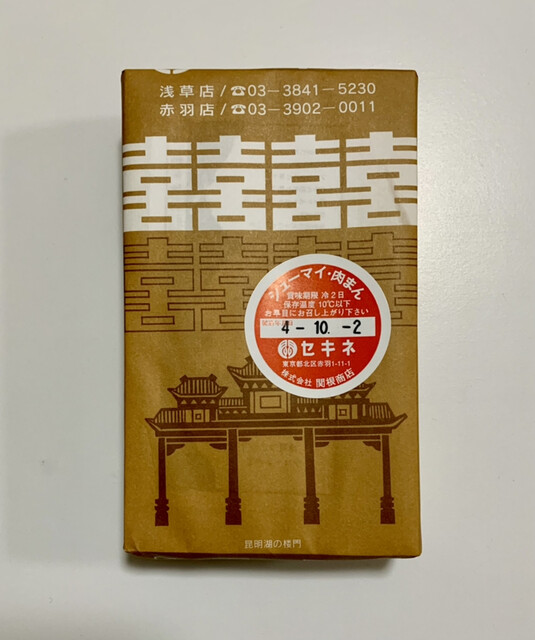 浅草店/☎03-3841-5230
赤羽店/☎03-3902-0011
囍囍
囍囍
シューマイ・肉まん
賞味期限 冷2日
保存温度 10℃以下
お早目にお召し上がり下さい
4-10.-2
セキネ
東京都北区赤羽1-11-1
株式会社 関根商店
昆明湖の楼門